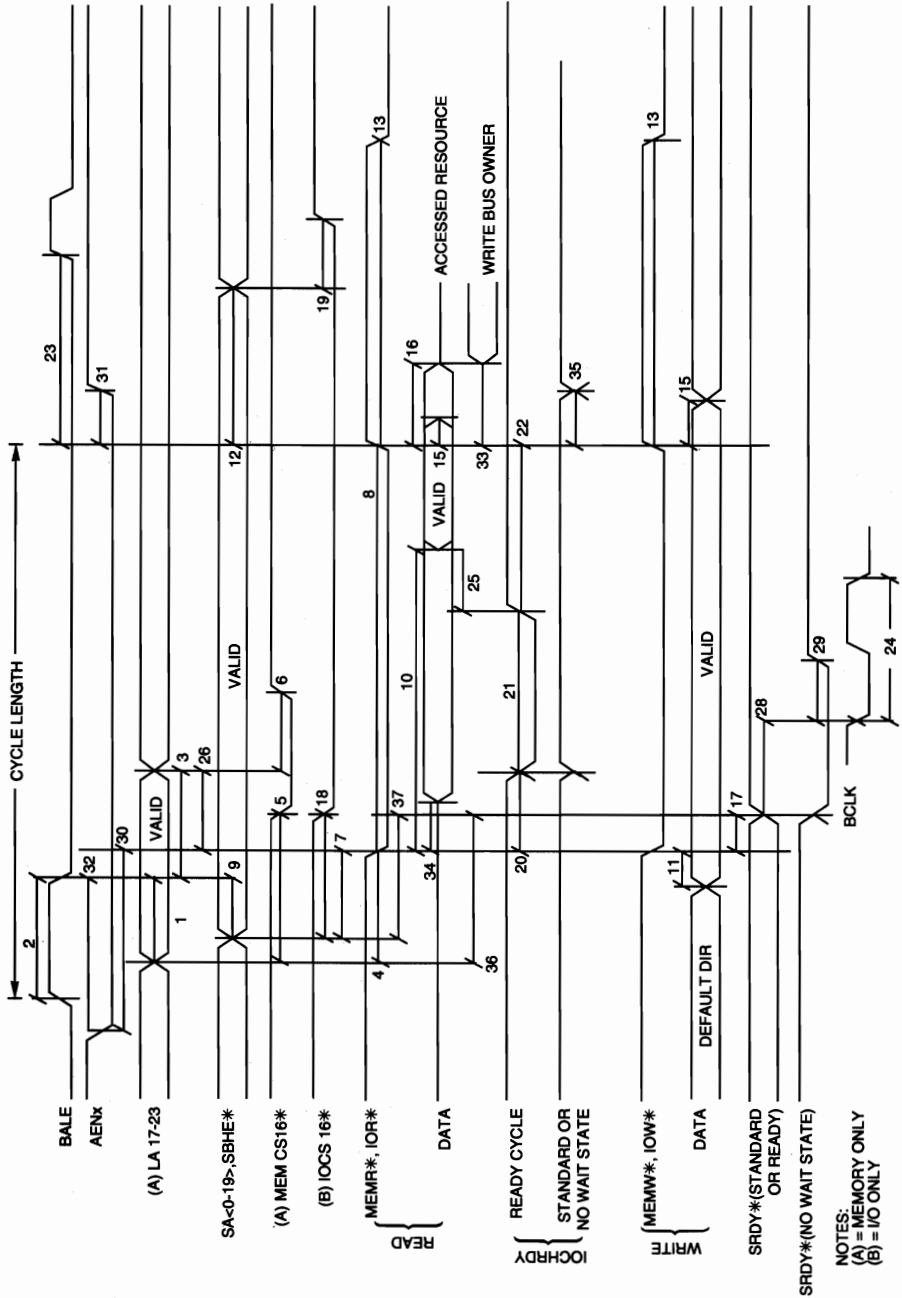 CYCLE LENGTH
BALE
2
23
AENx
32
30
31
(A) LA 17-23
1
9
VALID
3
26
SA<0-19>,SBHE*
VALID
12
(A) MEM CS16*
5
6
(B) IOCS 16*
18
7
19
READ
MEMR*, IOR*
4
37
8
13
DATA
36
34
10
25
VALID
15
16
33
ACCESSED RESOURCE
WRITE BUS OWNER
IOCHRDY
READY CYCLE
20
21
22
STANDARD OR
NO WAIT STATE
35
WRITE
MEMW*, IOW*
13
DATA
DEFAULT DIR
11
17
VALID
15
SRDY*(STANDARD
OR READY)
28
SRDY*(NO WAIT STATE)
29
BCLK
24
NOTES:
(A) = MEMORY ONLY
(B) = I/O ONLY